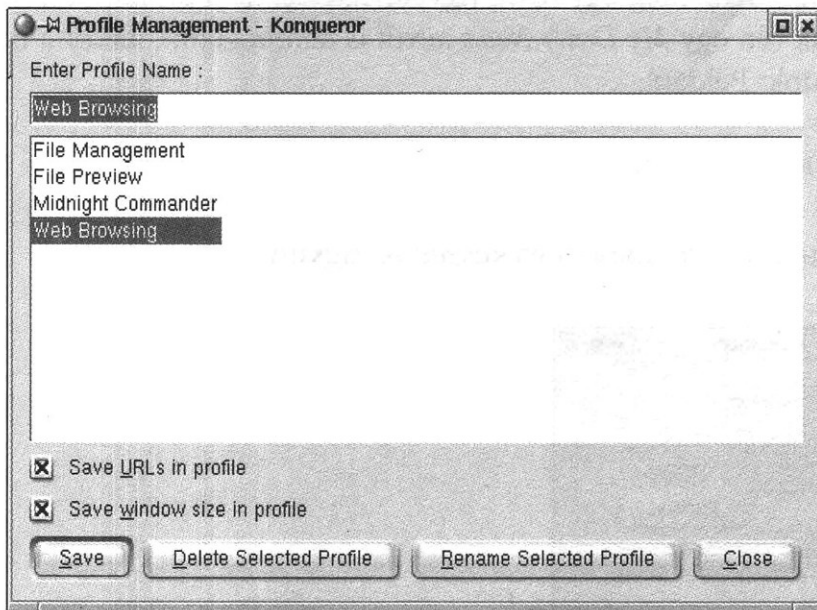 Profile Management - Konqueror
Enter Profile Name :
Web Browsing
File Management
File Preview
Midnight Commander
Web Browsing
Save URLs in profile
Save window size in profile
Save
Delete Selected Profile
Rename Selected Profile
Close